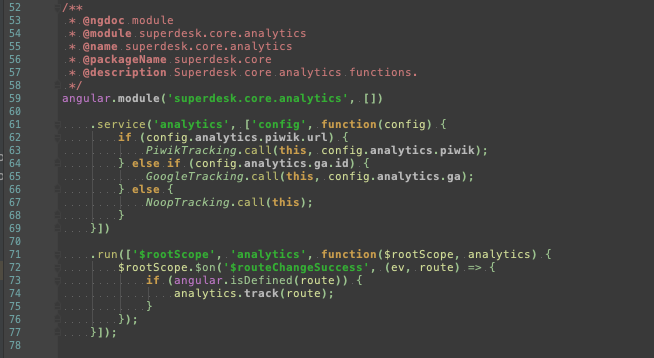 52 /**
53  * @ngdoc module
54  * @module superdesk.core.analytics
55  * @name superdesk.core.analytics
56  * @packageName superdesk.core
57  * @description Superdesk core analytics functions.
58  */
59 angular.module('superdesk.core.analytics', [])
60
61     .service('analytics', ['config', function(config) {
62         if (config.analytics.piwik.url) {
63             PiwikTracking.call(this, config.analytics.piwik);
64         } else if (config.analytics.ga.id) {
65             GoogleTracking.call(this, config.analytics.ga);
66         } else {
67             NoopTracking.call(this);
68         }
69     }])
70
71     .run(['$rootScope', 'analytics', function($rootScope, analytics) {
72         $rootScope.$on('$routeChangeSuccess', (ev, route) => {
73             if (angular.isDefined(route)) {
74                 analytics.track(route);
75             }
76         });
77     }]);
78